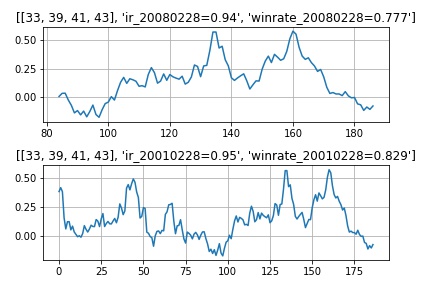 [[33, 39, 41, 43], 'ir_20080228=0.94', 'winrate_20080228=0.777']
0.50
0.25
0.00
80 100 120 140 160 180
[[33, 39, 41, 43], 'ir_20010228=0.95', 'winrate_20010228=0.829']
0.50
0.25
0.00
0 25 50 75 100 125 150 175